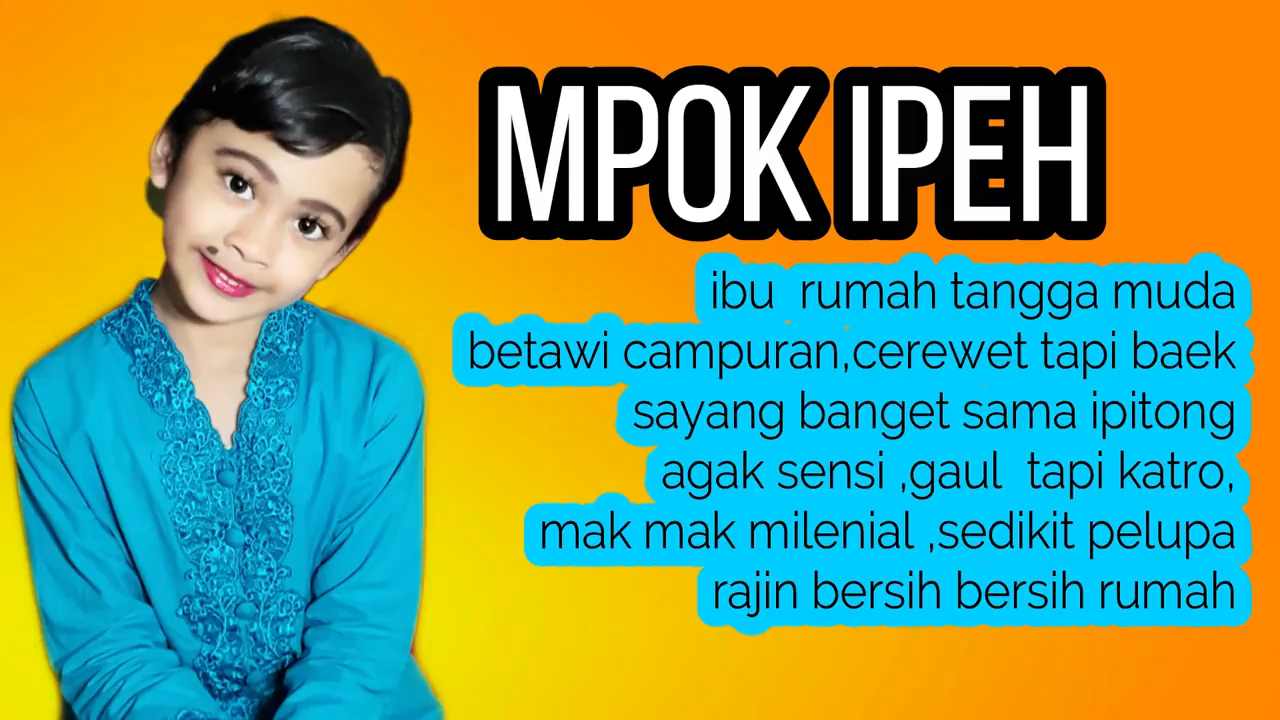 MPOK IPEH
ibu rumah tangga muda
betawi campuran,cerewet tapi baek
sayang banget sama ipitong
agak sensi ,gaul tapi katro,
mak mak milenial ,sedikit pelupa
rajin bersih bersih rumah